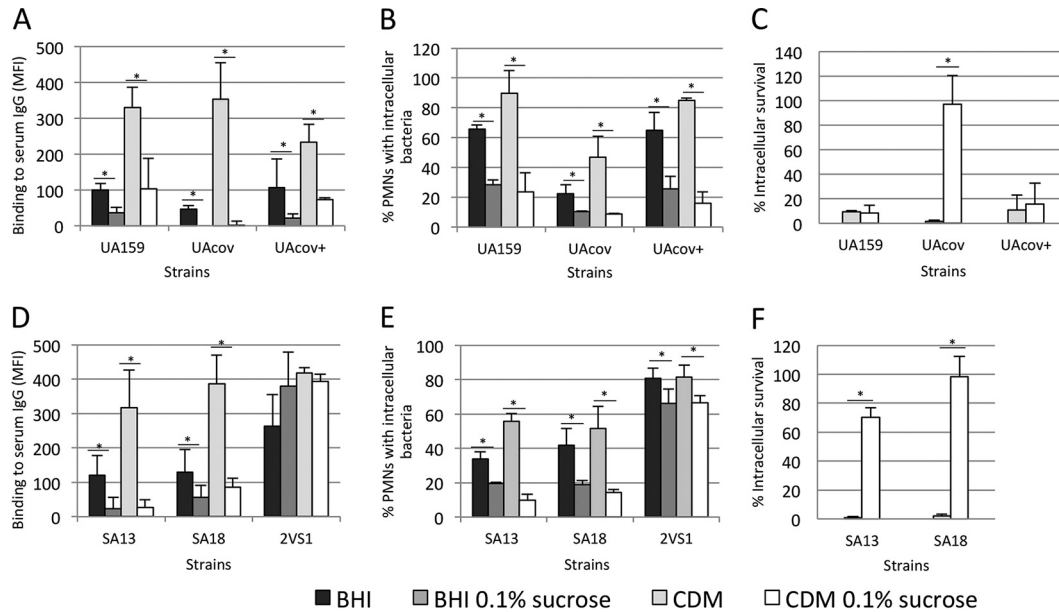 A
Binding to serum IgG (MFI)
500
400
300
200
100
0
* * * * * *
UA159 UAcov UAcov+
Strains
B
% PMNs with intracellular
bacteria
120
100
80
60
40
20
0
* * * * * *
UA159 UAcov UAcov+
Strains
C
% Intracellular survival
140
120
100
80
60
40
20
0
*
UA159 UAcov UAcov+
Strains
D
Binding to serum IgG (MFI)
500
400
300
200
100
0
* * * *
SA13 SA18 2VS1
Strains
E
% PMNs with intracellular
bacteria
100
80
60
40
20
0
* * * * * *
SA13 SA18 2VS1
Strains
F
% Intracellular survival
120
100
80
60
40
20
0
* *
SA13 SA18
Strains
BHI BHI 0.1% sucrose CDM CDM 0.1% sucrose